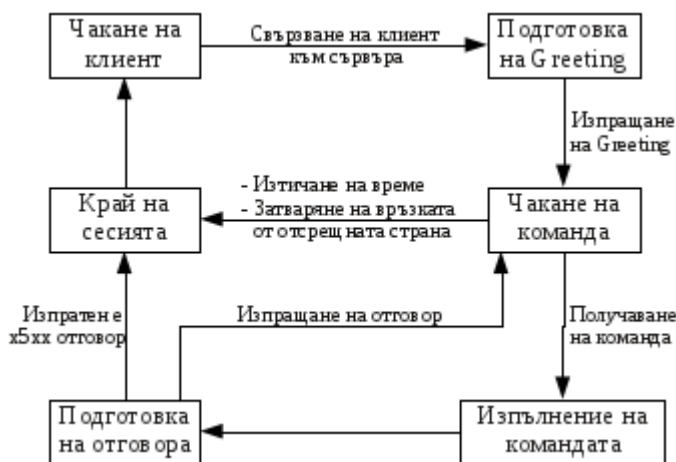 Чакане на
клиент
Свързване на клиент
към сървъра
Подготовка
на Greeting
Изпращане
на Greeting
Край на
сесията
- Изтичане на време
- Затваряне на връзката
от отсрещната страна
Чакане на
команда
Изпратен е
x5xx отговор
Изпращане на отговор
Получаване
на команда
Подготовка
на отговора
Изпълнение на
командата